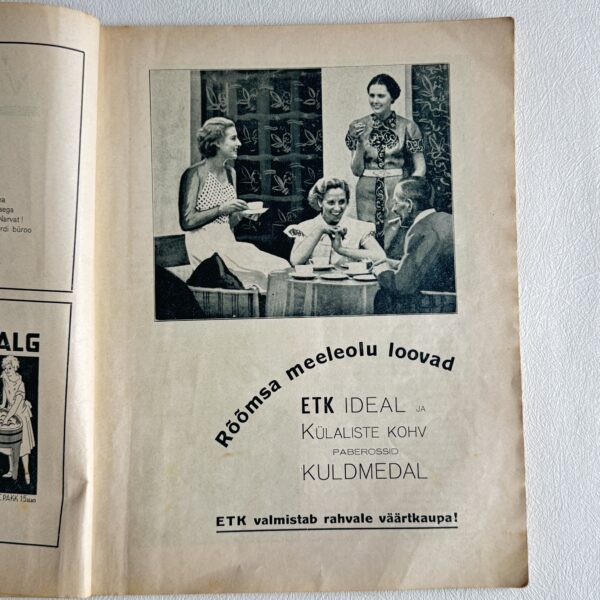 sega
Narvat!
rdi büroo
ALG
PAKK 15
Rõõmsa meeleolu loovad
ETK IDEAL JA
KÜLALISTE KOHV
PABEROSSID
KULDMEDAL
ETK valmistab rahvale väärtkaupa!